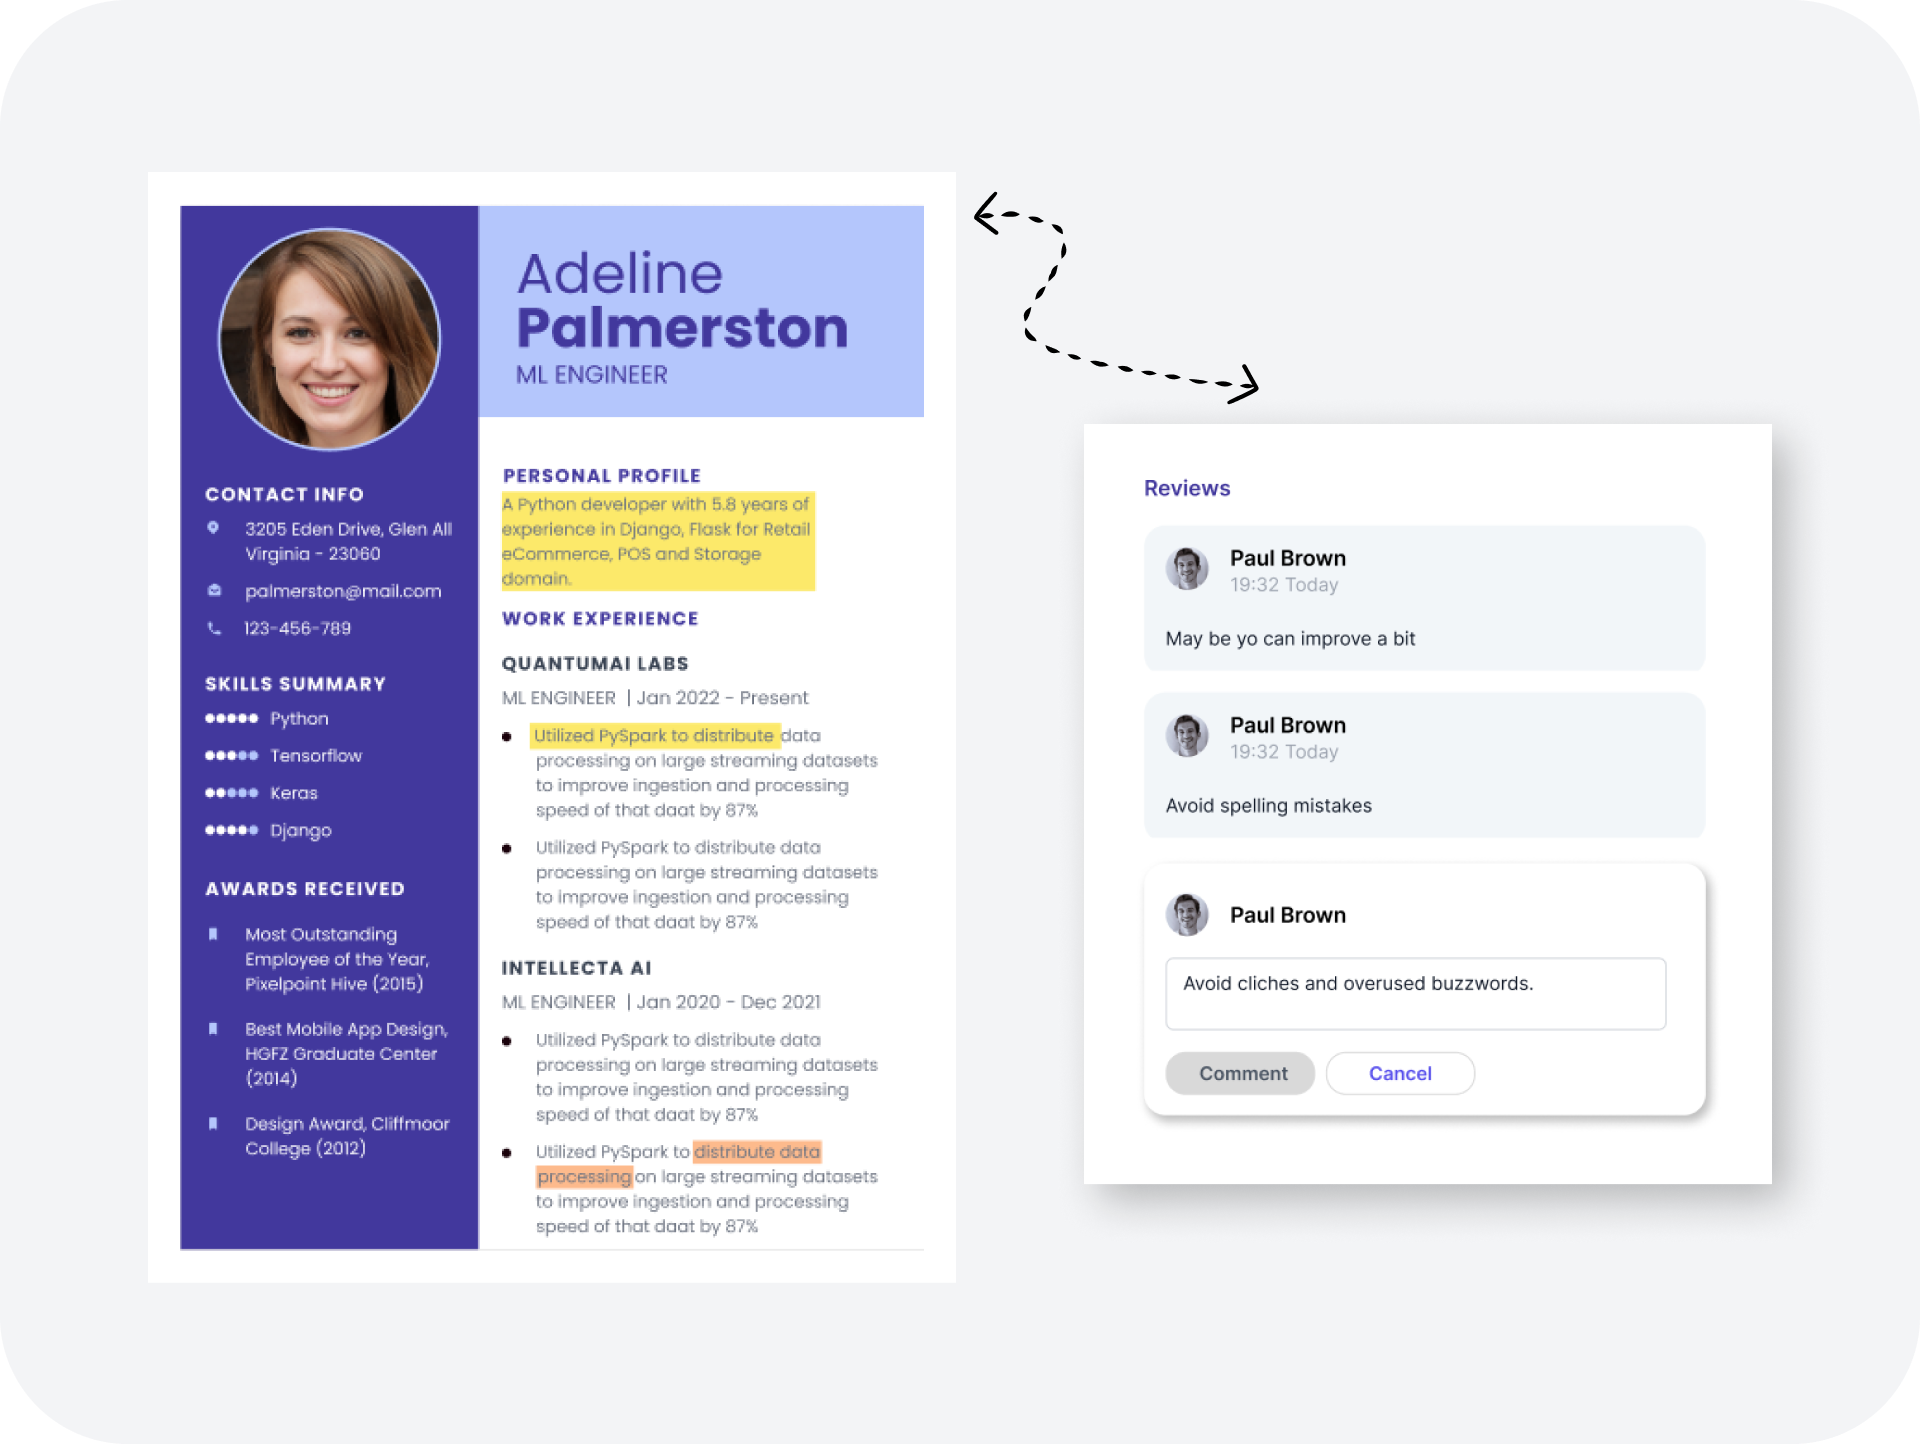 Adeline
Palmerston
ML ENGINEER
CONTACT INFO
3205 Eden Drive, Glen All
Virginia - 23060
palmerston@mail.com
123-456-789
SKILLS SUMMARY
Python
Tensorflow
Keras
Django
AWARDS RECEIVED
Most Outstanding
Employee of the Year,
Pixelpoint Hive (2015)
Best Mobile App Design,
HGFZ Graduate Center
(2014)
Design Award, Cliffmoor
College (2012)
PERSONAL PROFILE
A Python developer with 5.8 years of
experience in Django, Flask for Retail
eCommerce, POS and Storage
domain.
WORK EXPERIENCE
QUANTUMAI LABS
ML ENGINEER | Jan 2022 - Present
Utilized PySpark to distribute data
processing on large streaming datasets
to improve ingestion and processing
speed of that daat by 87%
Utilized PySpark to distribute data
processing on large streaming datasets
to improve ingestion and processing
speed of that daat by 87%
INTELLECTA AI
ML ENGINEER | Jan 2020 - Dec 2021
Utilized PySpark to distribute data
processing on large streaming datasets
to improve ingestion and processing
speed of that daat by 87%
Utilized PySpark to distribute data
processing on large streaming datasets
to improve ingestion and processing
speed of that daat by 87%
Reviews
Paul Brown
19:32 Today
May be yo can improve a bit
Paul Brown
19:32 Today
Avoid spelling mistakes
Paul Brown
Avoid cliches and overused buzzwords.
Comment
Cancel